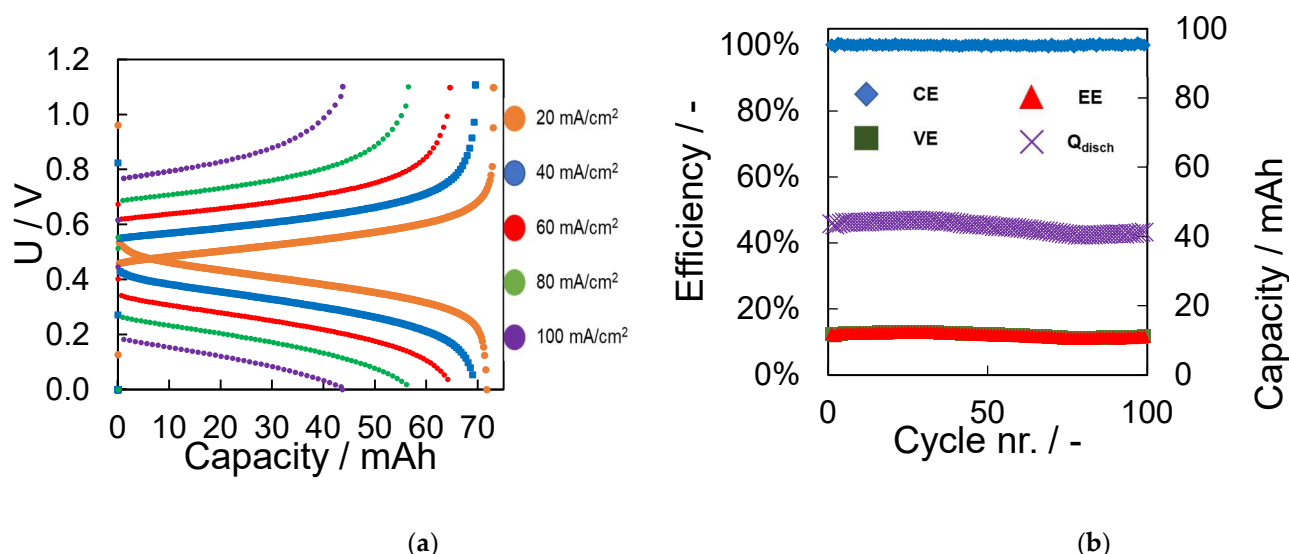 U / V
1.2
1.0
0.8
0.6
0.4
0.2
0.0
0 10 20 30 40 50 60 70
Capacity / mAh
20 mA/cm²
40 mA/cm²
60 mA/cm²
80 mA/cm²
100 mA/cm²
(a)
Efficiency / -
100%
80%
60%
40%
20%
0%
CE
EE
VE
Qdisch
100
80
60
40
20
0
Capacity / mAh
0 50 100
Cycle nr. / -
(b)